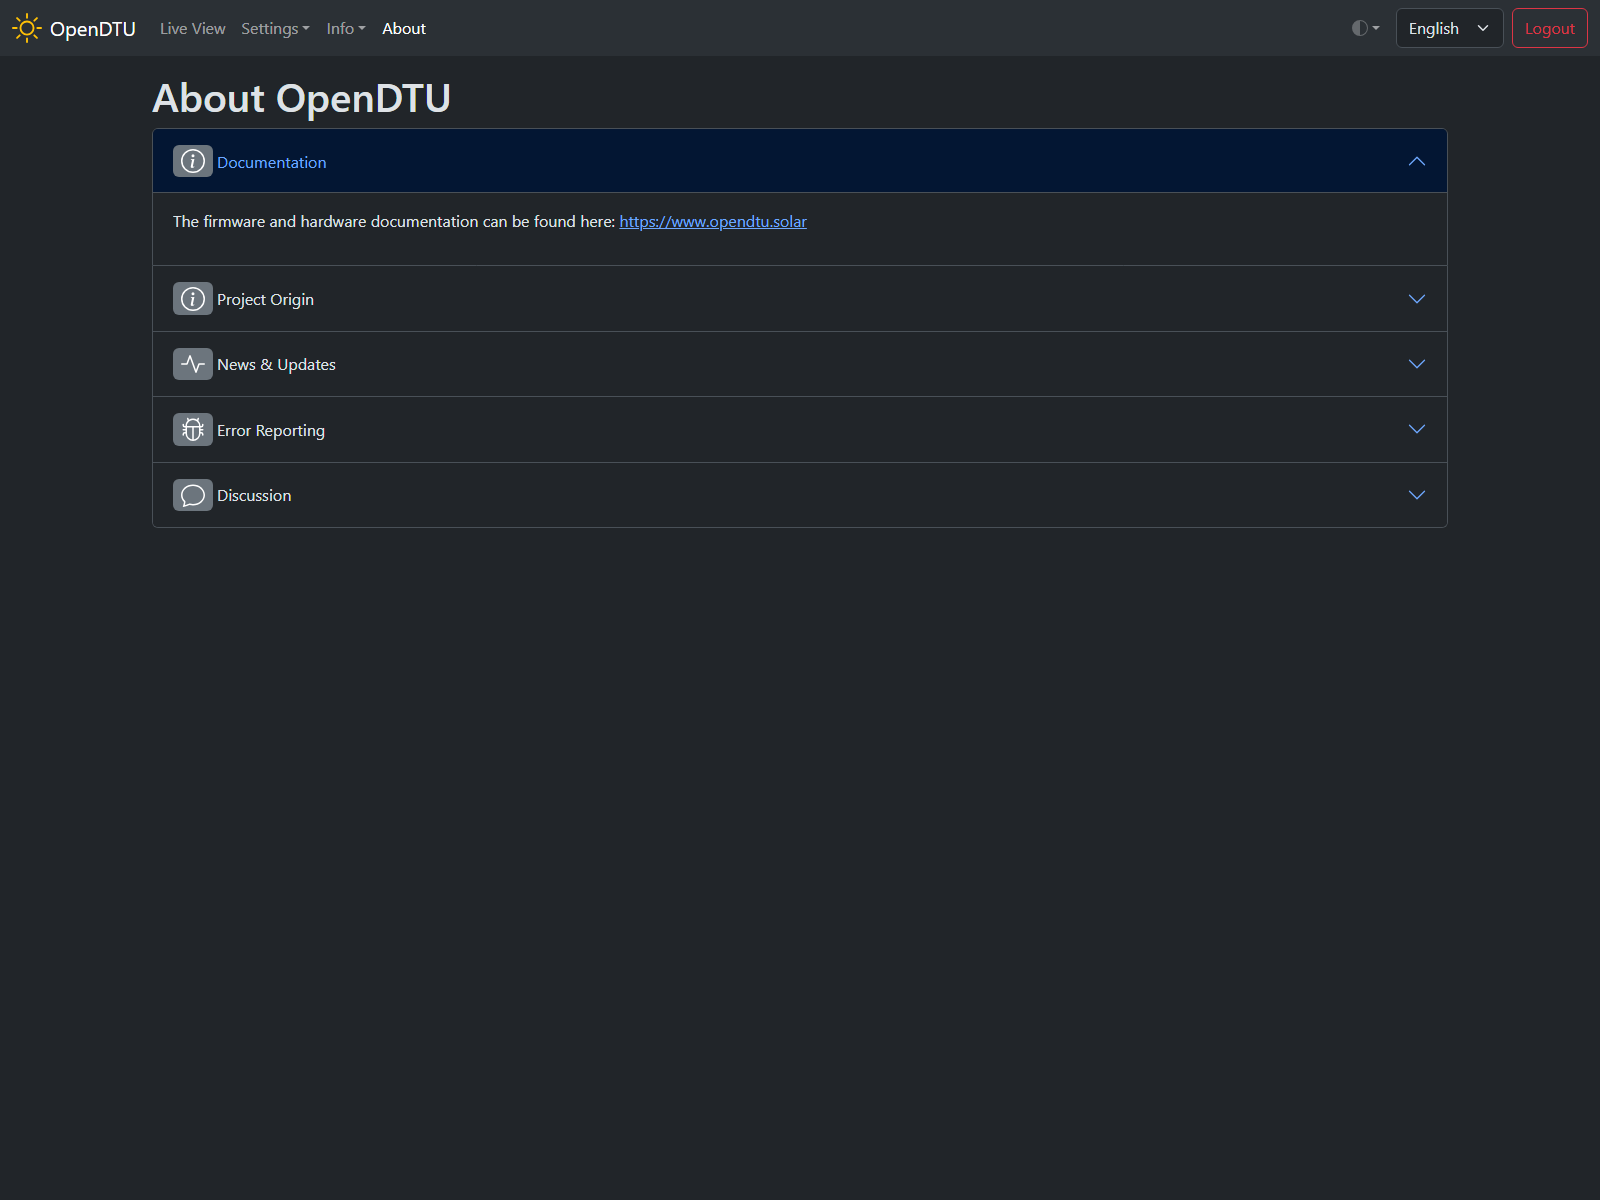 OpenDTU Live View Settings Info About English Logout
About OpenDTU
Documentation
The firmware and hardware documentation can be found here: https://www.opendtu.solar
Project Origin
News & Updates
Error Reporting
Discussion